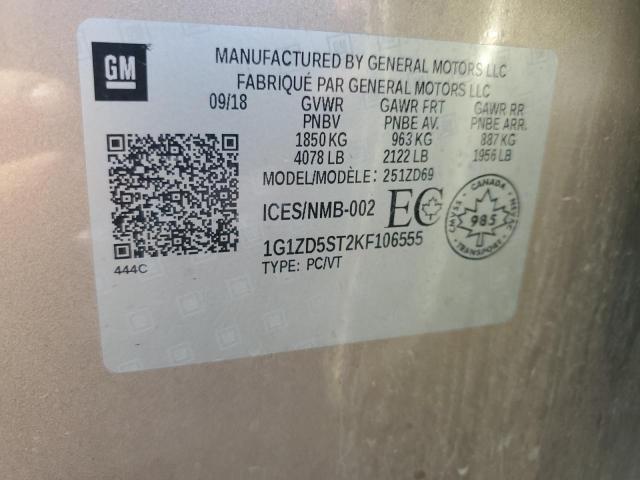 GM
MANUFACTURED BY GENERAL MOTORS LLC
FABRIQUÉ PAR GENERAL MOTORS LLC
09/18 GVWR GAWR FRT GAWR RR
PNBV PNBE AV. PNBE ARR.
1850 KG 963 KG 887 KG
4078 LB 2122 LB 1956 LB
MODEL/MODÈLE: 251ZD69
ICES/NMB-002 EC
CANADA
CMVSS 985 NSVAC
TRANSPORT
1G1ZD5ST2KF106555
TYPE: PC/VT
444C